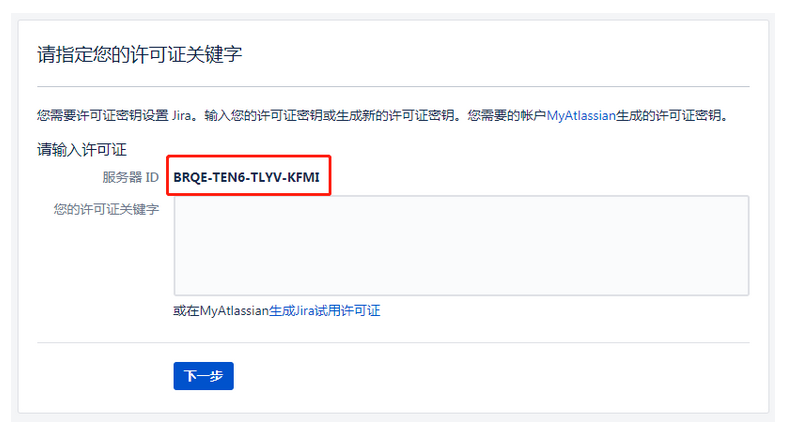 请指定您的许可证关键字
您需要许可证密钥设置 Jira。输入您的许可证密钥或生成新的许可证密钥。您需要的帐户MyAtlassian生成的许可证密钥。
请输入许可证
服务器 ID BRQE-TEN6-TLYV-KFMI
您的许可证关键字
或在MyAtlassian生成Jira试用许可证
下一步